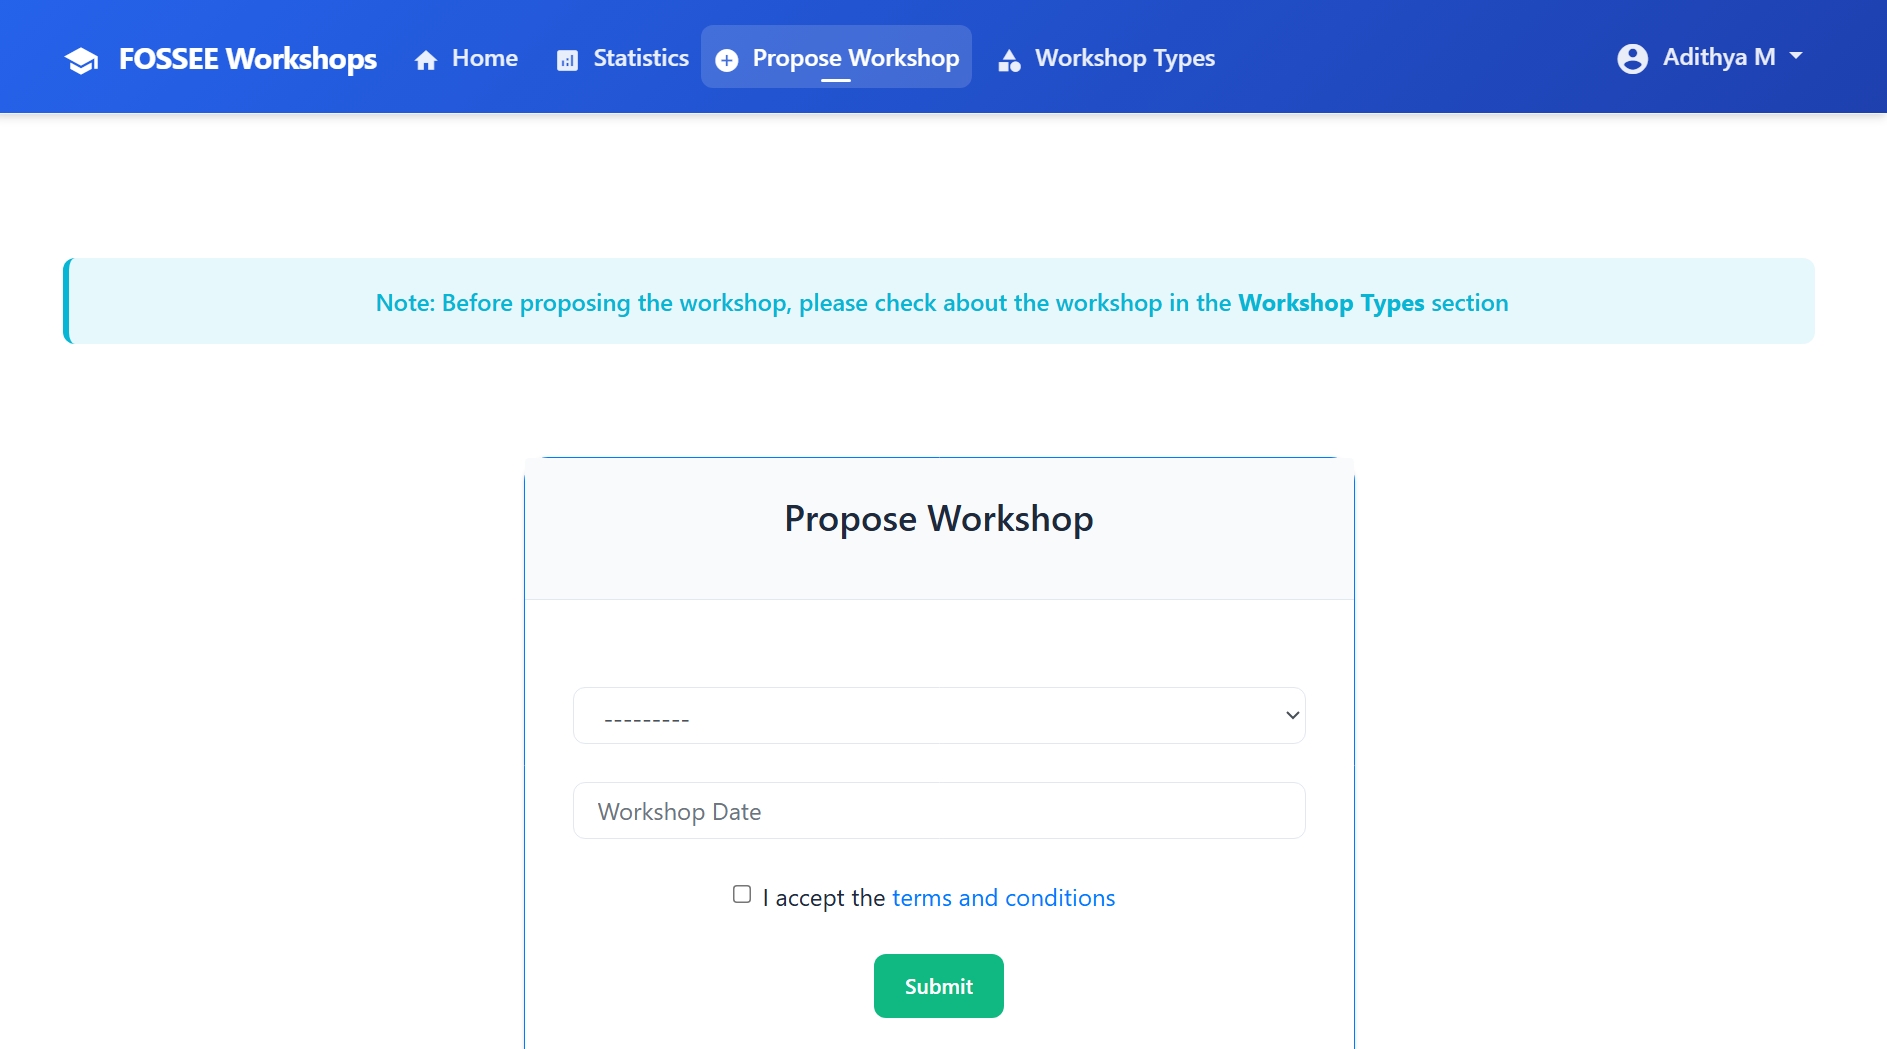 FOSSEE Workshops Home Statistics Propose Workshop Workshop Types Adithya M
Note: Before proposing the workshop, please check about the workshop in the Workshop Types section
Propose Workshop
---------
Workshop Date
I accept the terms and conditions
Submit